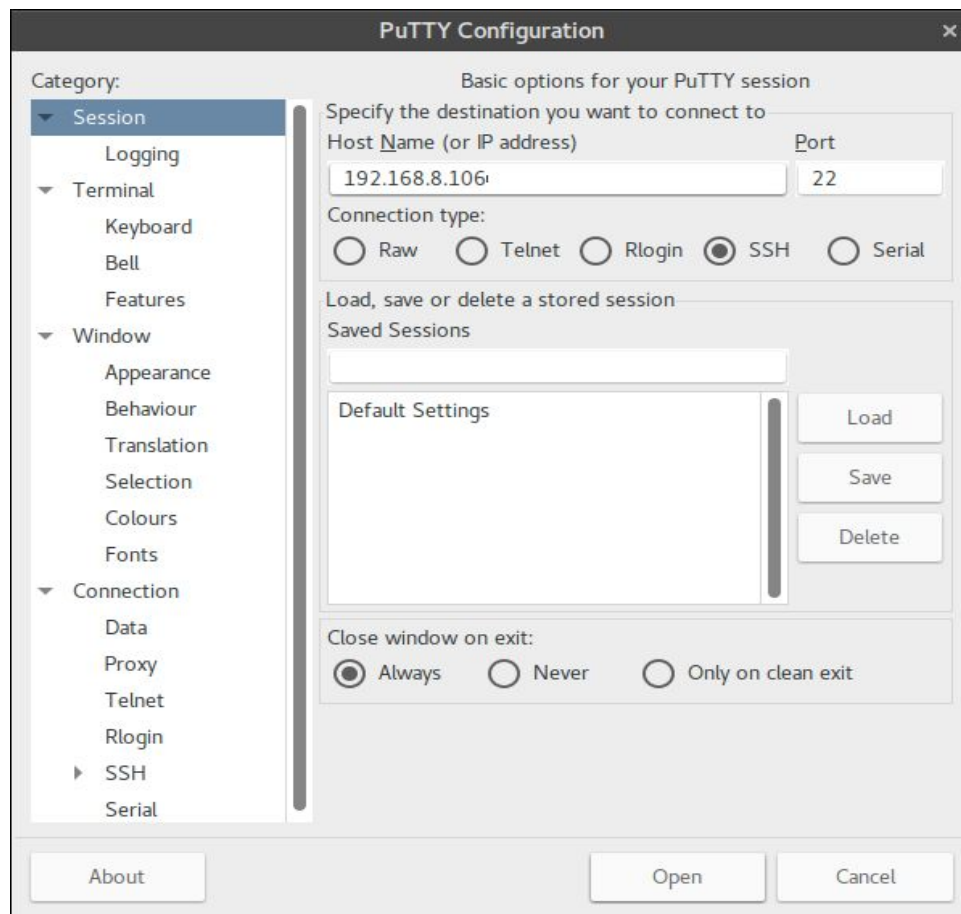 PuTTY Configuration
Category:
Session
Logging
Terminal
Keyboard
Bell
Features
Window
Appearance
Behaviour
Translation
Selection
Colours
Fonts
Connection
Data
Proxy
Telnet
Rlogin
SSH
Serial
Basic options for your PuTTY session
Specify the destination you want to connect to
Host Name (or IP address) Port
192.168.8.106 22
Connection type:
Raw Telnet Rlogin SSH Serial
Load, save or delete a stored session
Saved Sessions
Default Settings
Load
Save
Delete
Close window on exit:
Always Never Only on clean exit
About Open Cancel